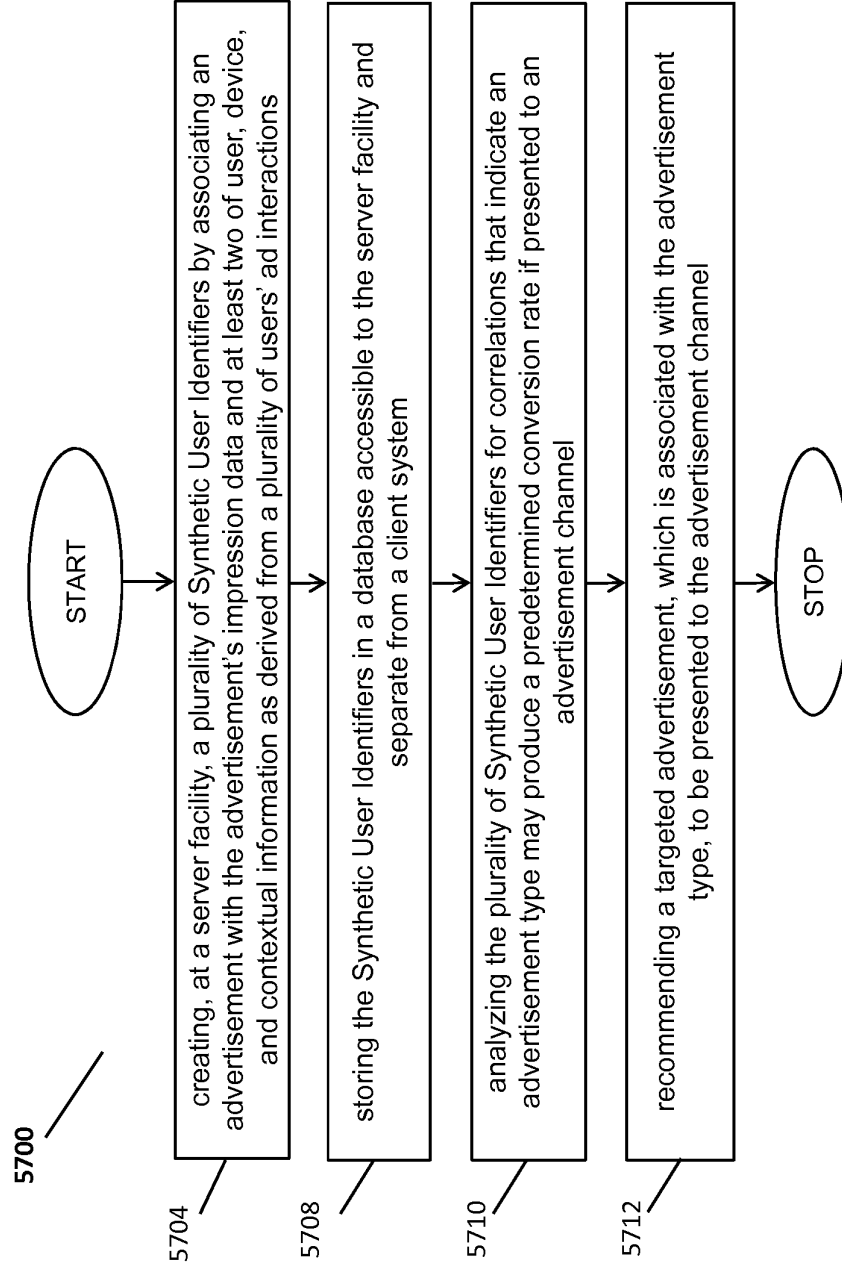 5700
START
5704
creating, at a server facility, a plurality of Synthetic User Identifiers by associating an
advertisement with the advertisement's impression data and at least two of user, device,
and contextual information as derived from a plurality of users' ad interactions
5708
storing the Synthetic User Identifiers in a database accessible to the server facility and
separate from a client system
5710
analyzing the plurality of Synthetic User Identifiers for correlations that indicate an
advertisement type may produce a predetermined conversion rate if presented to an
advertisement channel
5712
recommending a targeted advertisement, which is associated with the advertisement
type, to be presented to the advertisement channel
STOP